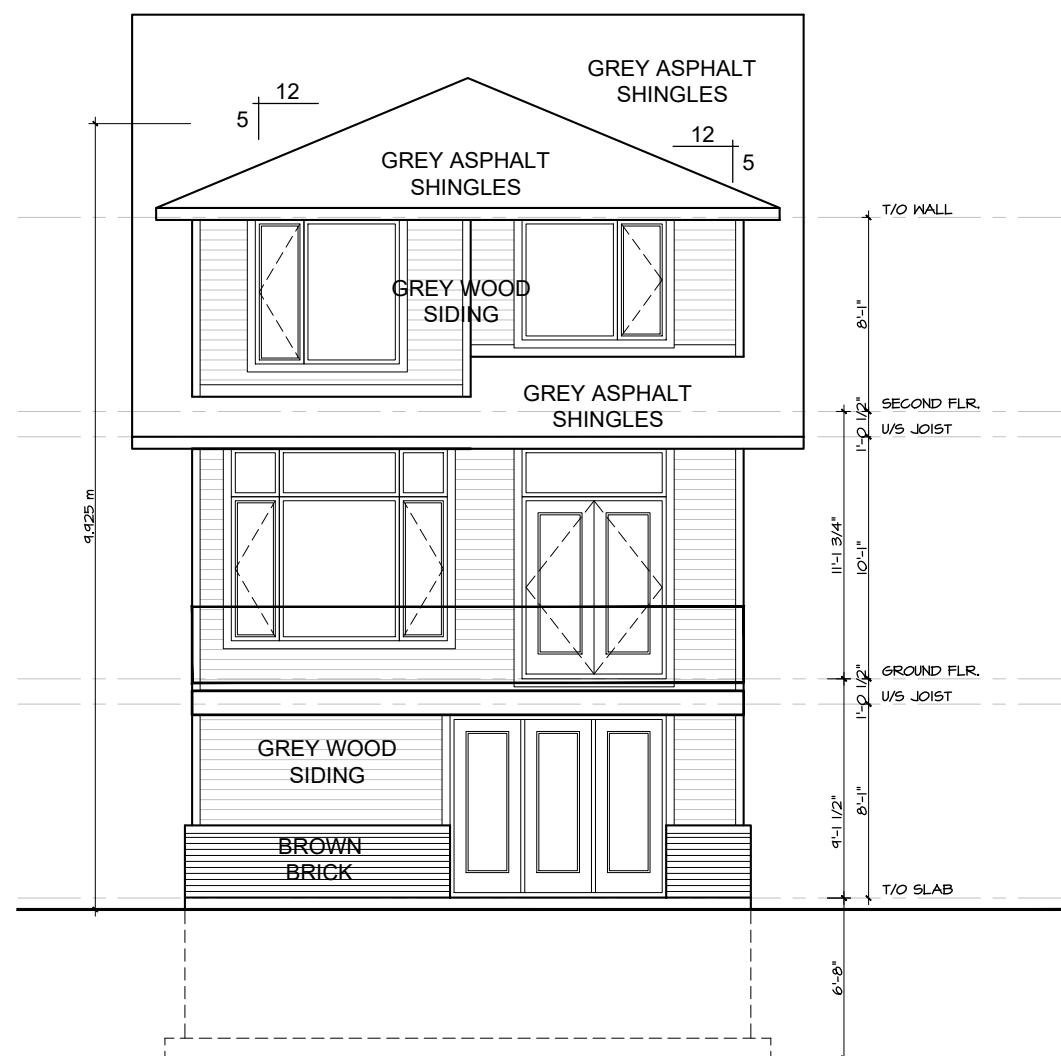 GREY ASPHALT
SHINGLES
12
5
12
5
GREY ASPHALT
SHINGLES
T/O WALL
GREY WOOD
SIDING
8'-1"
GREY ASPHALT
SHINGLES
SECOND FLR.
1'-0 1/2"
U/S JOIST
9.925 m
11'-1 3/4"
10'-1"
GROUND FLR.
1'-0 1/2"
U/S JOIST
GREY WOOD
SIDING
9'-1 1/2"
8'-1"
BROWN
BRICK
T/O SLAB
6'-8"